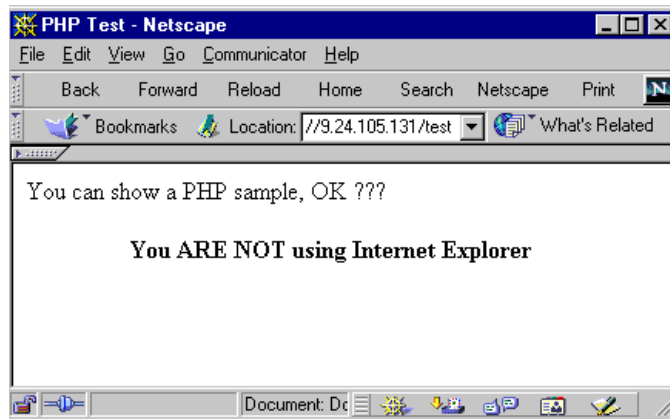 PHP Test - Netscape
File Edit View Go Communicator Help
Back Forward Reload Home Search Netscape Print N
Bookmarks Location: //9.24.105.131/test What's Related
You can show a PHP sample, OK ???
You ARE NOT using Internet Explorer
Document: Do